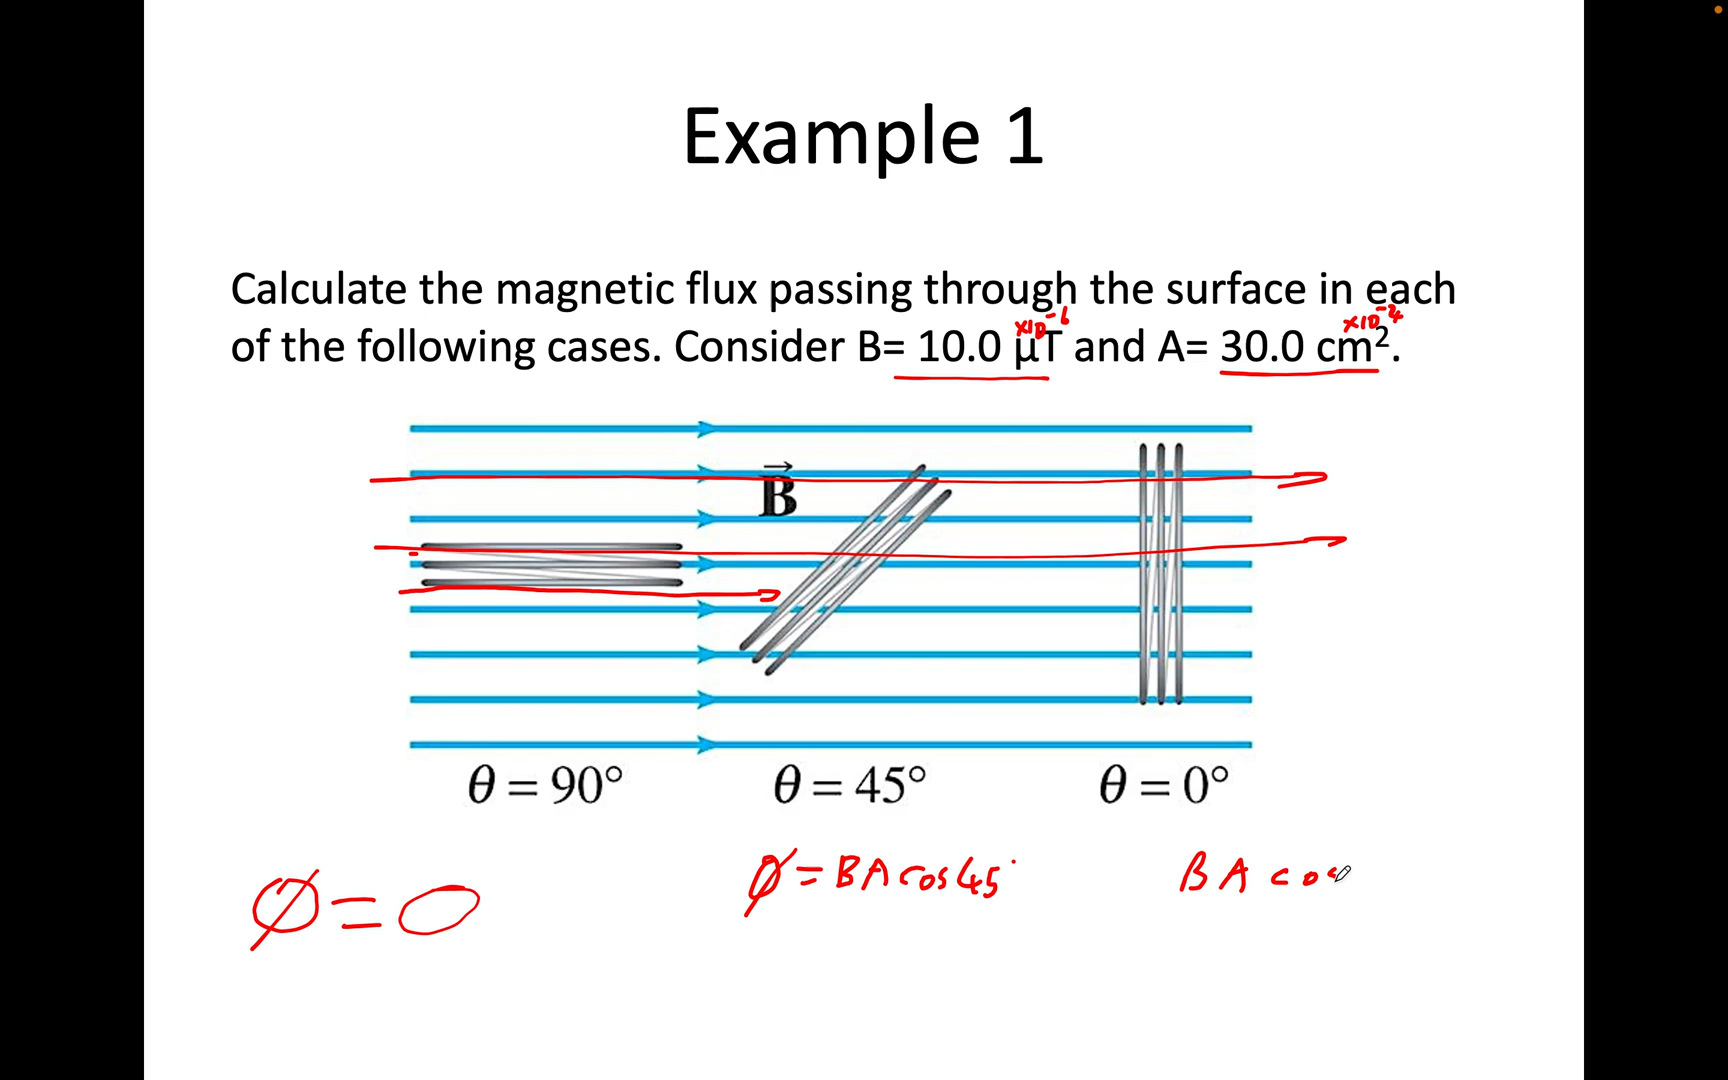 Example 1
Calculate the magnetic flux passing through the surface in each
of the following cases. Consider B= 10.0 µT and A= 30.0 cm².
×10⁻⁶ ×10⁻⁴
B
θ = 90° θ = 45° θ = 0°
ϕ = 0 ϕ = BA cos 45° BA cos